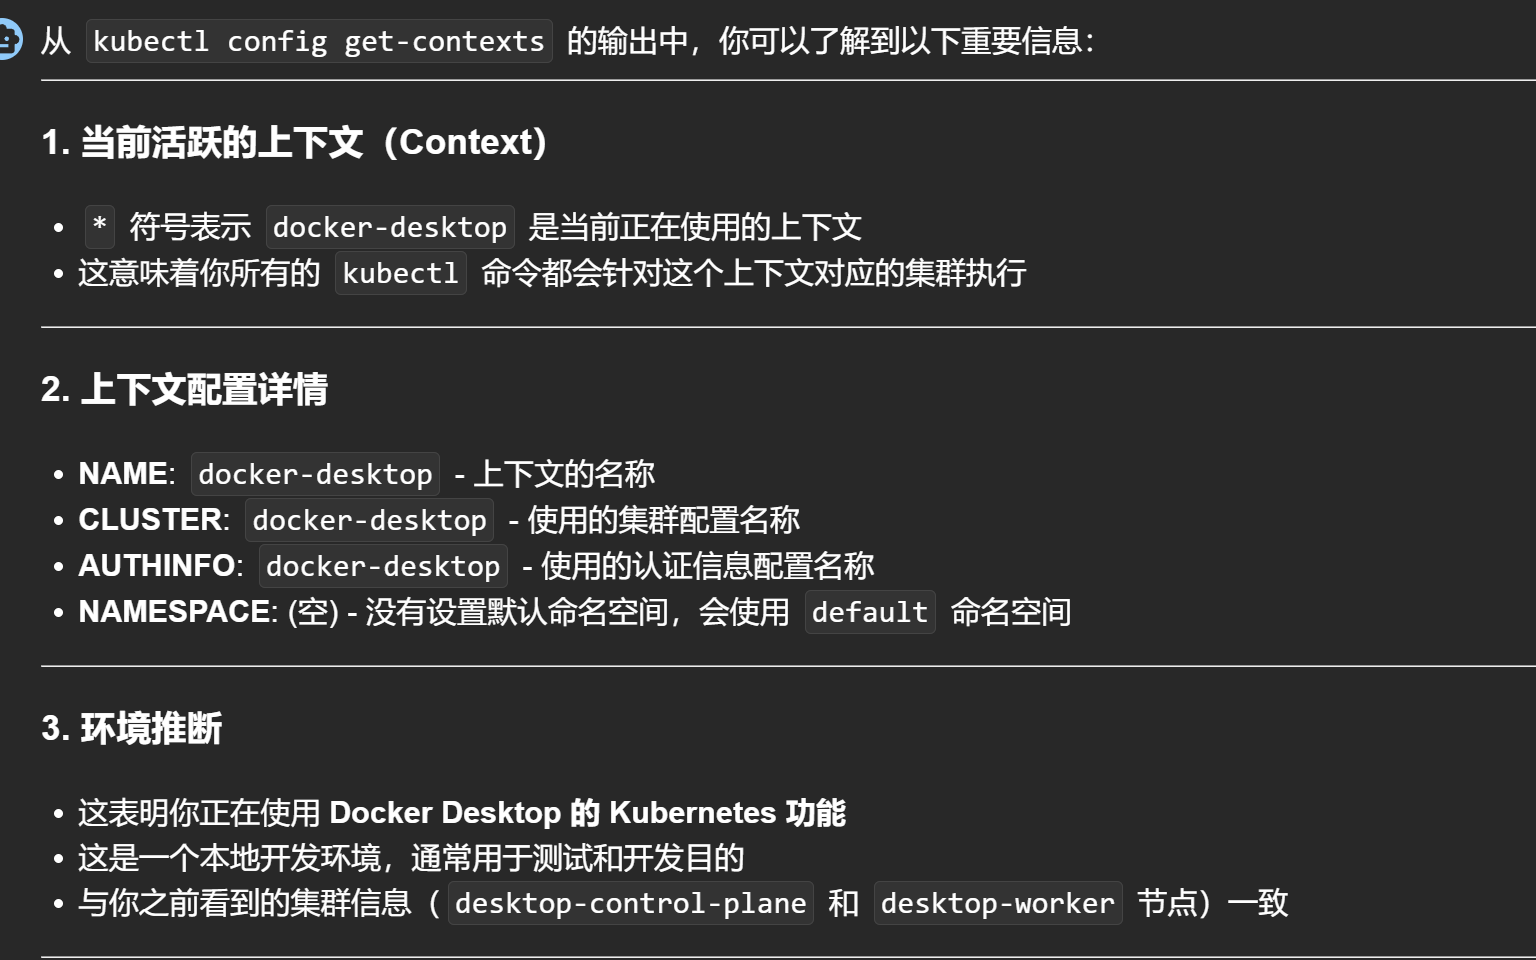 从 kubectl config get-contexts 的输出中，你可以了解到以下重要信息：
1. 当前活跃的上下文（Context）
• * 符号表示 docker-desktop 是当前正在使用的上下文
• 这意味着你所有的 kubectl 命令都会针对这个上下文对应的集群执行
2. 上下文配置详情
• NAME: docker-desktop - 上下文的名称
• CLUSTER: docker-desktop - 使用的集群配置名称
• AUTHINFO: docker-desktop - 使用的认证信息配置名称
• NAMESPACE: (空) - 没有设置默认命名空间，会使用 default 命名空间
3. 环境推断
• 这表明你正在使用 Docker Desktop 的 Kubernetes 功能
• 这是一个本地开发环境，通常用于测试和开发目的
• 与你之前看到的集群信息（desktop-control-plane 和 desktop-worker 节点）一致